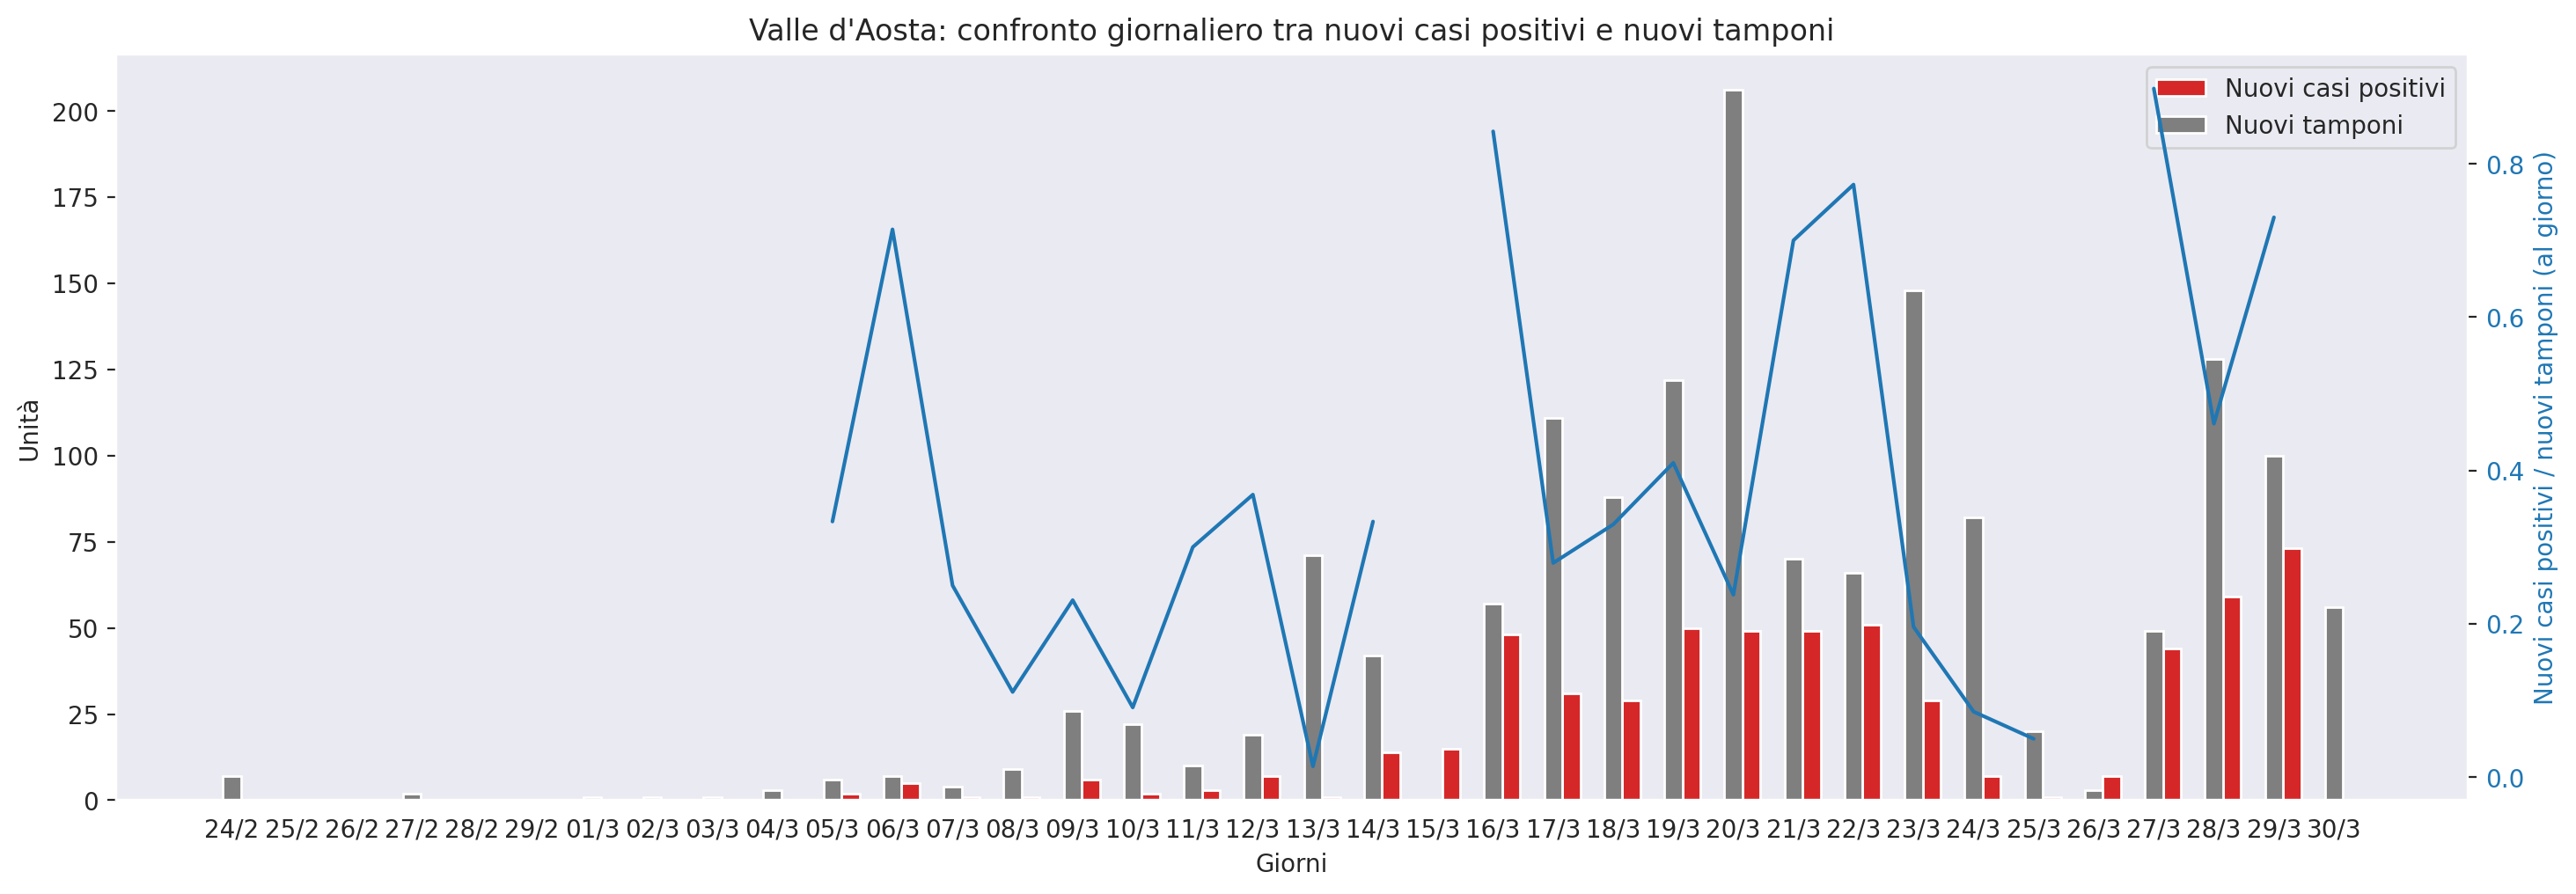 Valle d'Aosta: confronto giornaliero tra nuovi casi positivi e nuovi tamponi
Nuovi casi positivi
Nuovi tamponi
200
175
150
125
100
75
50
25
0
Unità
0.8
0.6
0.4
0.2
0.0
Nuovi casi positivi / nuovi tamponi (al giorno)
24/2 25/2 26/2 27/2 28/2 29/2 01/3 02/3 03/3 04/3 05/3 06/3 07/3 08/3 09/3 10/3 11/3 12/3 13/3 14/3 15/3 16/3 17/3 18/3 19/3 20/3 21/3 22/3 23/3 24/3 25/3 26/3 27/3 28/3 29/3 30/3
Giorni